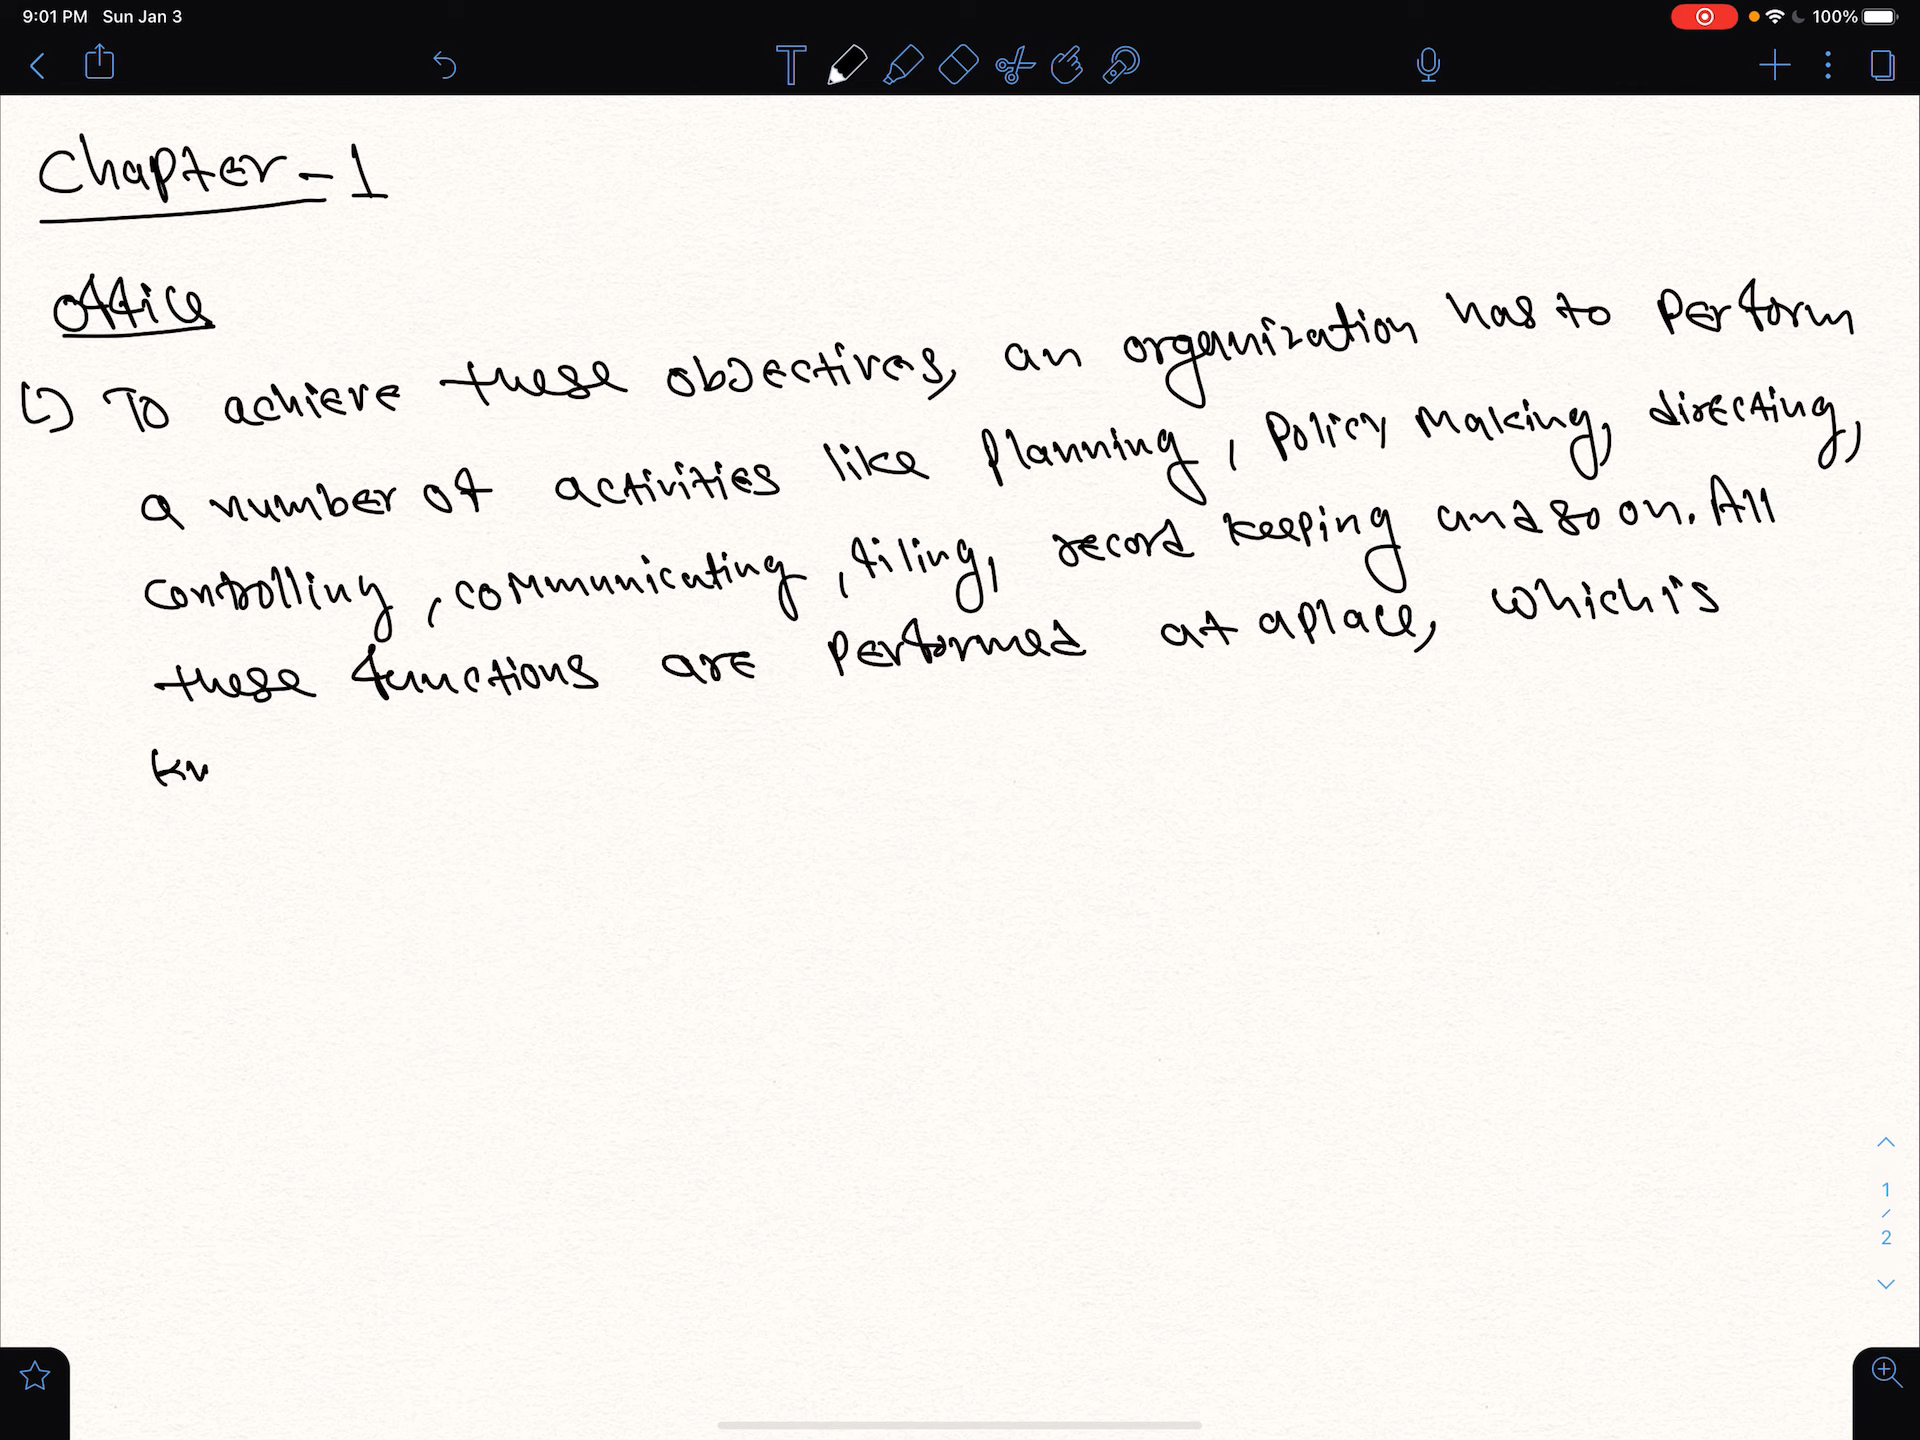 9:01 PM Sun Jan 3
100%
Chapter - 1
Office
To achieve these objectives, an organization has to perform
a number of activities like planning, policy making, directing,
controlling, communicating, filing, record keeping and so on. All
these functions are performed at a place, which is
kn
1
/
2